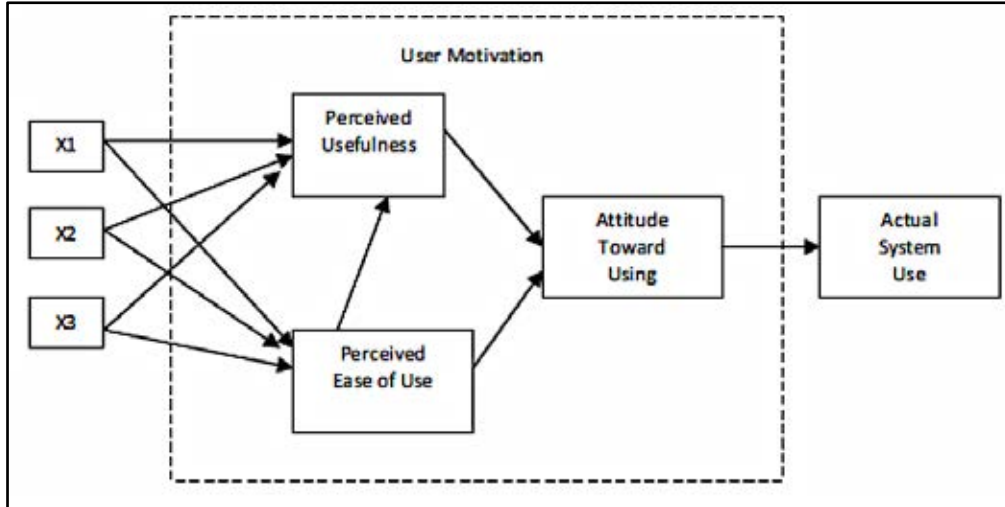 User Motivation
Perceived
Usefulness
X1
X2
X3
Attitude
Toward
Using
Actual
System
Use
Perceived
Ease of Use